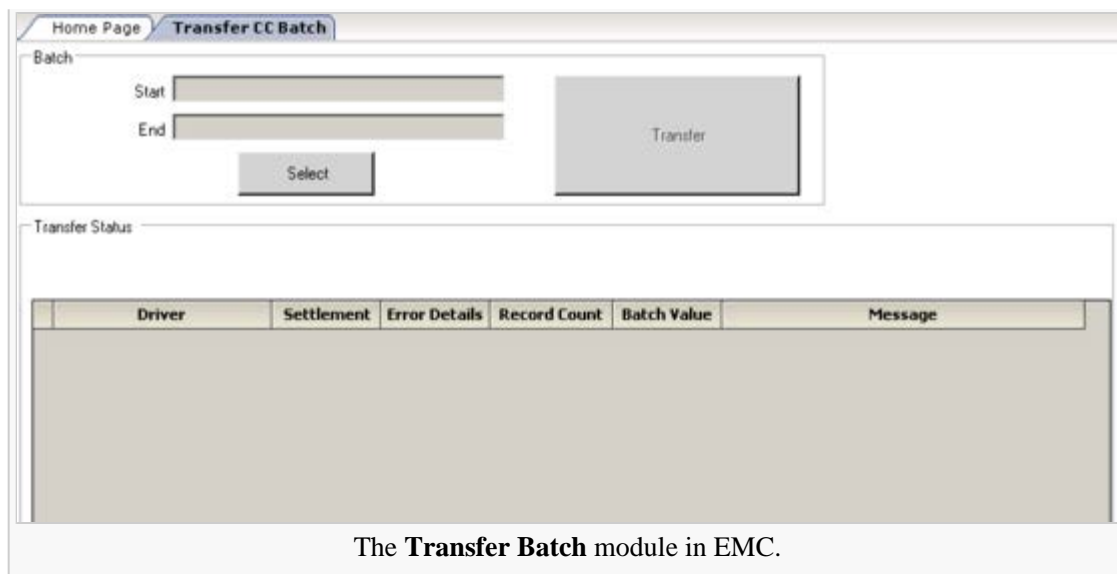 Home Page Transfer CC Batch
Batch
Start
End
Transfer
Select
Transfer Status
Driver Settlement Error Details Record Count Batch Value Message
The Transfer Batch module in EMC.